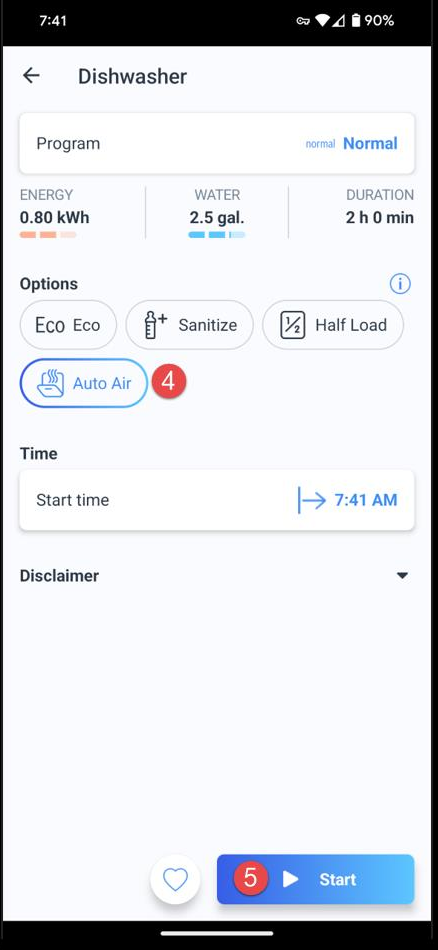 7:41 90%
Dishwasher
Program normal Normal
ENERGY WATER DURATION
0.80 kWh 2.5 gal. 2 h 0 min
Options
Eco Eco Sanitize 1/2 Half Load
Auto Air 4
Time
Start time 7:41 AM
Disclaimer
5 Start